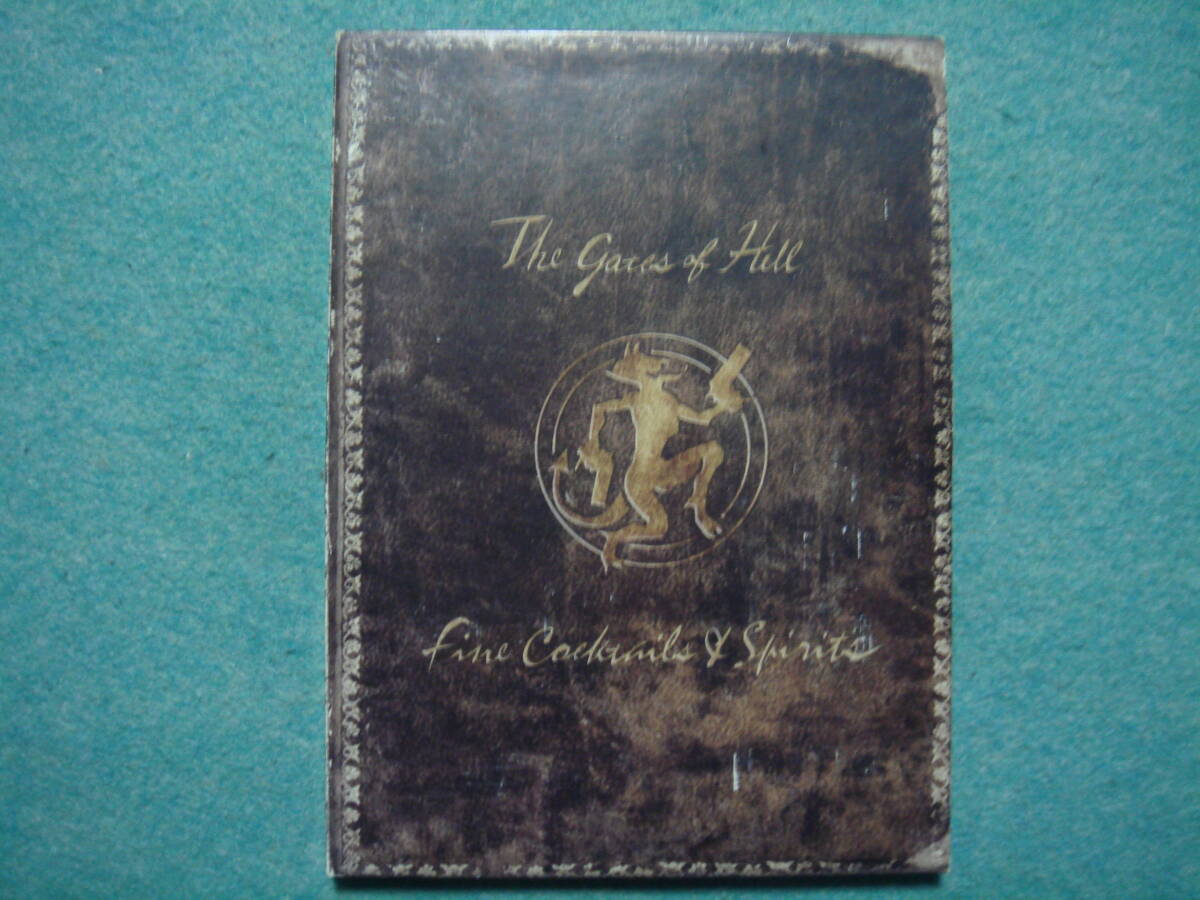 The Gates of Hell
Fine Cocktails & Spirits